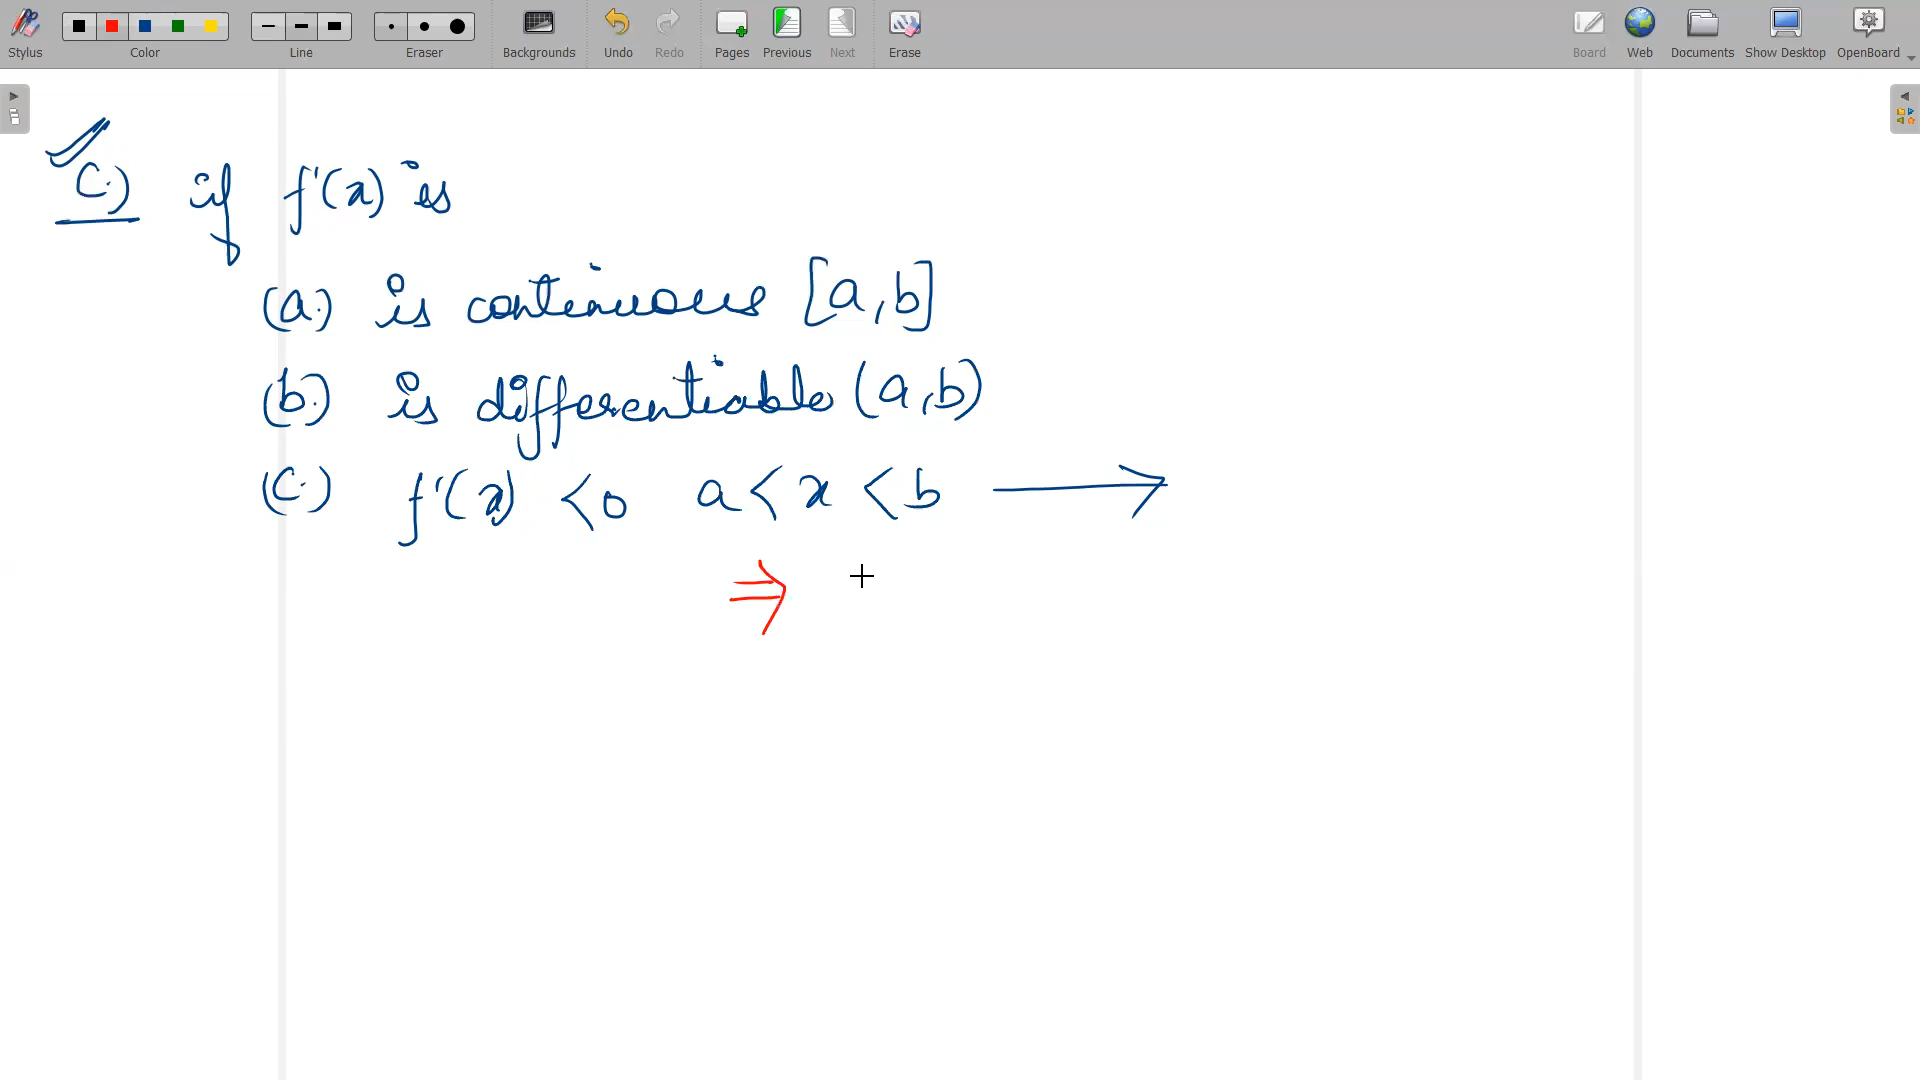 Stylus Color Line Eraser Backgrounds Undo Redo Pages Previous Next Erase Board Web Documents Show Desktop OpenBoard
C.) if f'(x) is
(a.) is continuous [a,b]
(b.) is differentiable (a,b)
(C.) f'(x) <0 a< x <b ⟶
⇒